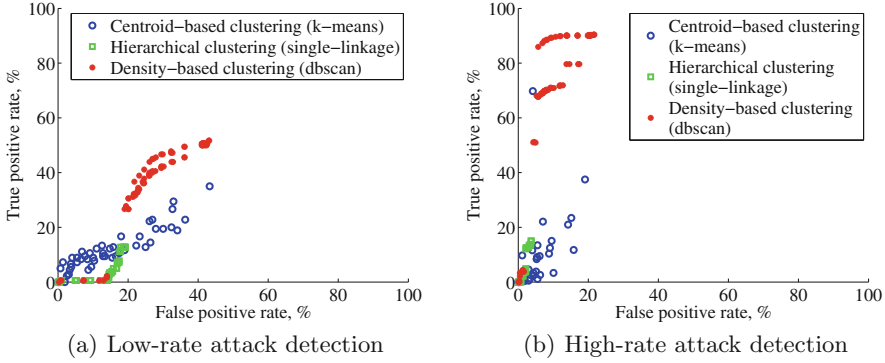 100
80
60
40
20
0
True positive rate, %
Centroid-based clustering (k-means)
Hierarchical clustering (single-linkage)
Density-based clustering (dbscan)
0 20 40 60 80 100
False positive rate, %
(a) Low-rate attack detection
100
80
60
40
20
0
True positive rate, %
Centroid-based clustering
(k-means)
Hierarchical clustering
(single-linkage)
Density-based clustering
(dbscan)
0 20 40 60 80 100
False positive rate, %
(b) High-rate attack detection